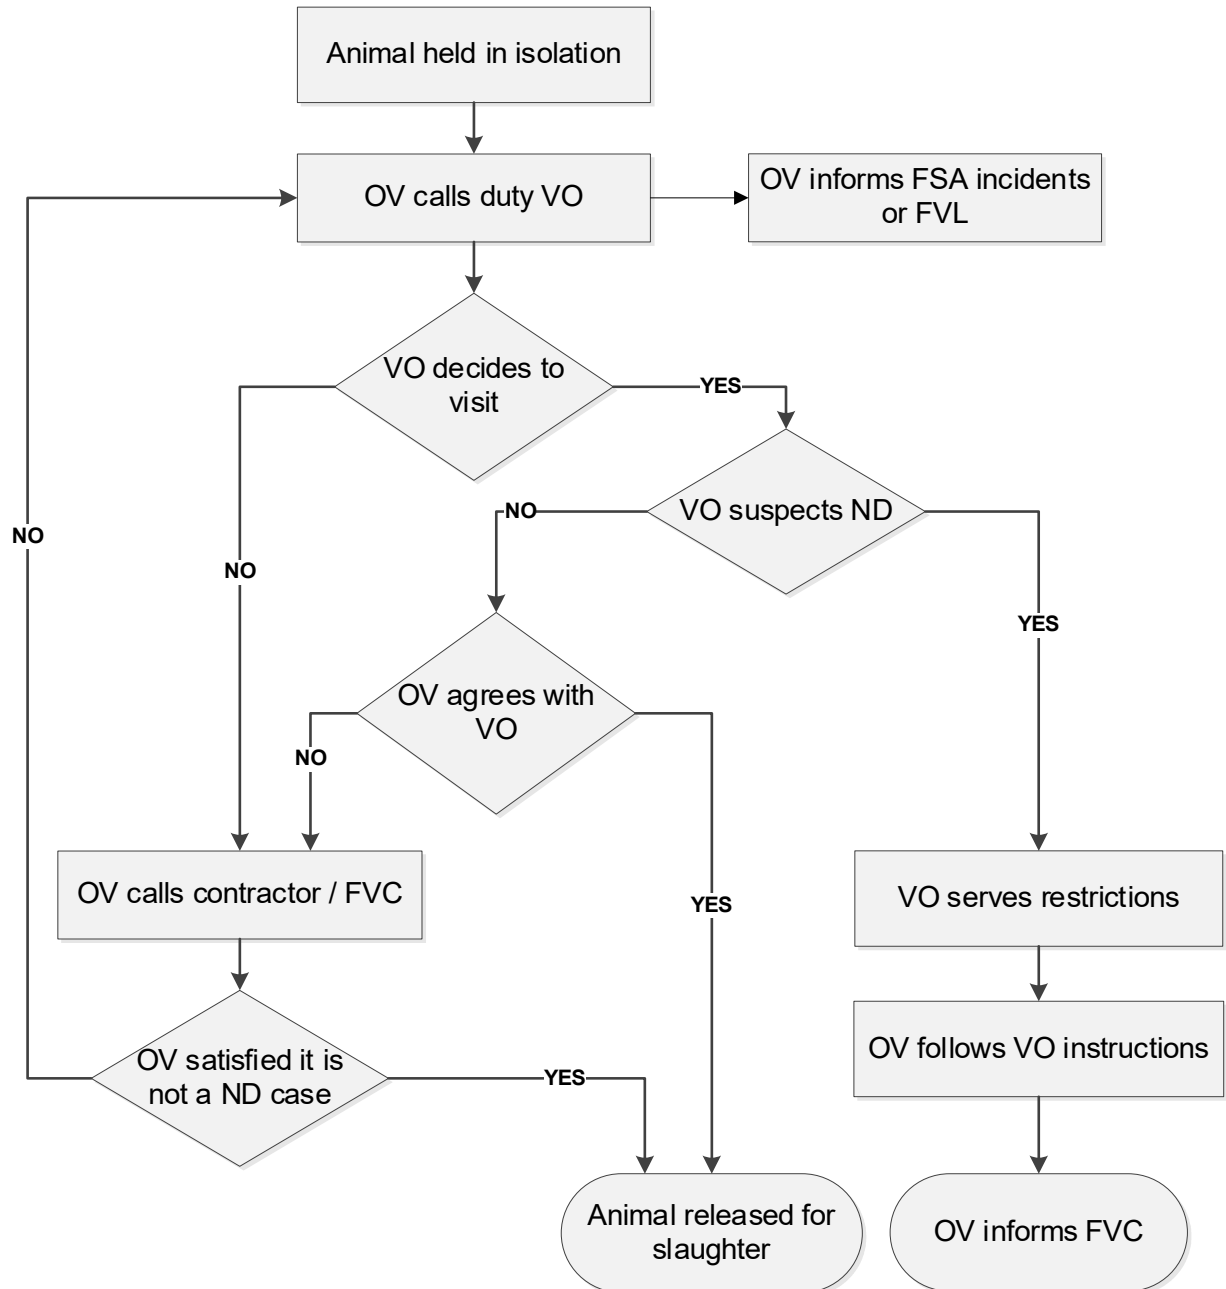 Animal held in isolation
OV calls duty VO
OV informs FSA incidents
or FVL
VO decides to
visit
YES
VO suspects ND
NO
NO
NO
YES
OV agrees with
VO
NO
OV calls contractor / FVC
YES
VO serves restrictions
OV follows VO instructions
OV satisfied it is
not a ND case
YES
Animal released for
slaughter
OV informs FVC